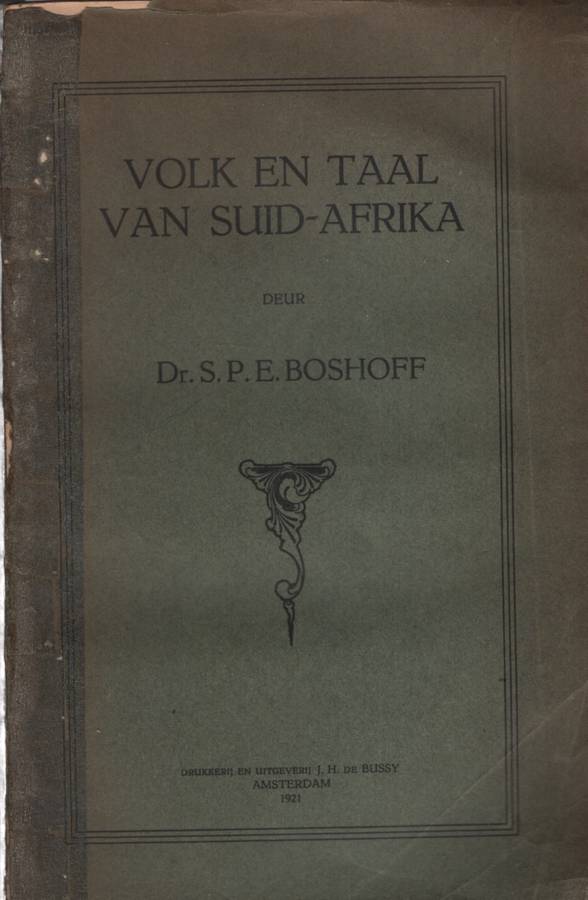 VOLK EN TAAL
VAN SUID-AFRIKA
DEUR
Dr. S. P. E. BOSHOFF
DRUKKERIJ EN UITGEVERIJ J. H. DE BUSSY
AMSTERDAM
1921